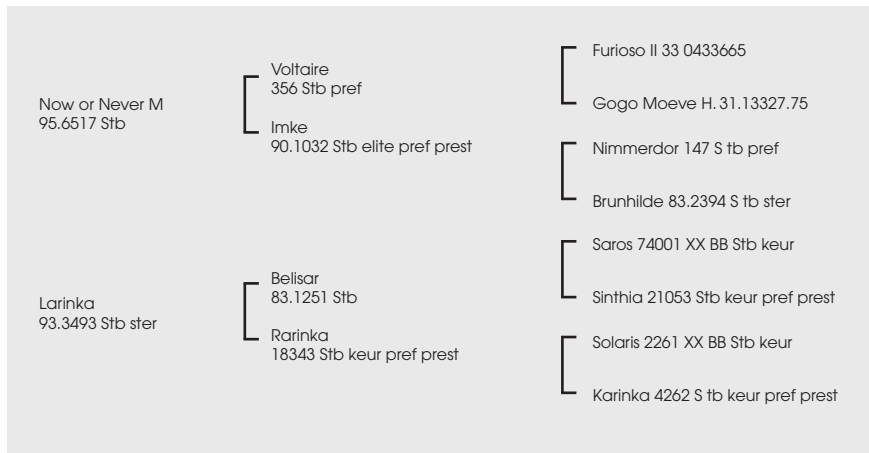 Now or Never M
95.6517 Stb
Voltaire
356 Stb pref
Imke
90.1032 Stb elite pref prest
Furioso II 33 0433665
Gogo Moeve H. 31.13327.75
Nimmerdor 147 S tb pref
Brunhilde 83.2394 S tb ster
Larinka
93.3493 Stb ster
Belisar
83.1251 Stb
Rarinka
18343 Stb keur pref prest
Saros 74001 XX BB Stb keur
Sinthia 21053 Stb keur pref prest
Solaris 2261 XX BB Stb keur
Karinka 4262 S tb keur pref prest